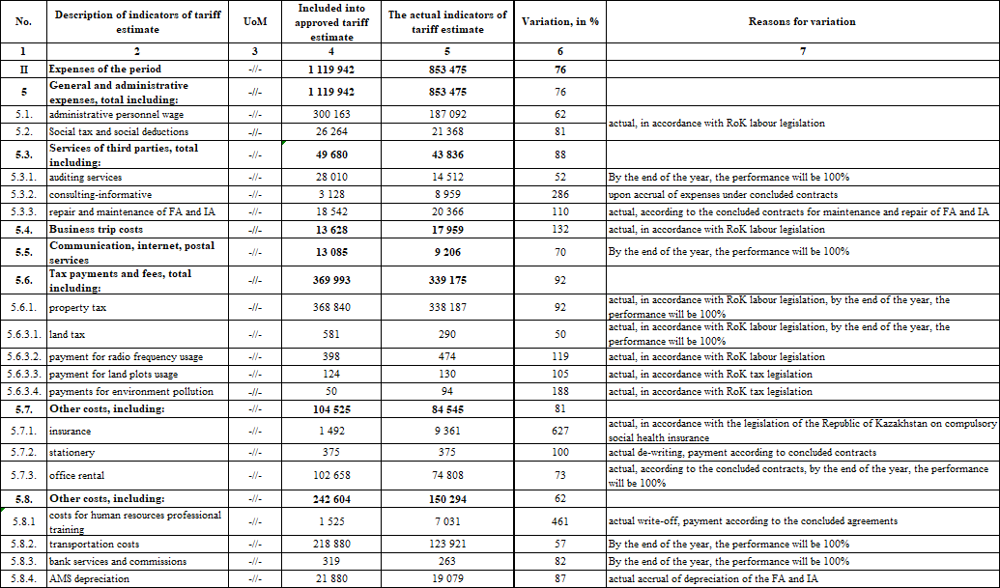 No. Description of indicators of tariff estimate UoM Included into approved tariff estimate The actual indicators of tariff estimate Variation, in % Reasons for variation
1 2 3 4 5 6 7
II Expenses of the period -//- 1 119 942 853 475 76
5 General and administrative expenses, total including: -//- 1 119 942 853 475 76
5.1. administrative personnel wage -//- 300 163 187 092 62 actual, in accordance with RoK labour legislation
5.2. Social tax and social deductions -//- 26 264 21 368 81
5.3. Services of third parties, total including: -//- 49 680 43 836 88
5.3.1. auditing services -//- 28 010 14 512 52 By the end of the year, the performance will be 100%
5.3.2. consulting-informative -//- 3 128 8 959 286 upon accrual of expenses under concluded contracts
5.3.3. repair and maintenance of FA and IA -//- 18 542 20 366 110 actual, according to the concluded contracts for maintenance and repair of FA and IA
5.4. Business trip costs -//- 13 628 17 959 132 actual, in accordance with RoK labour legislation
5.5. Communication, internet, postal services -//- 13 085 9 206 70 By the end of the year, the performance will be 100%
5.6. Tax payments and fees, total including: -//- 369 993 339 175 92
5.6.1. property tax -//- 368 840 338 187 92 actual, in accordance with RoK labour legislation, by the end of the year, the performance will be 100%
5.6.3.1. land tax -//- 581 290 50 actual, in accordance with RoK labour legislation, by the end of the year, the performance will be 100%
5.6.3.2. payment for radio frequency usage -//- 398 474 119 actual, in accordance with RoK labour legislation
5.6.3.3. payment for land plots usage -//- 124 130 105 actual, in accordance with RoK tax legislation
5.6.3.4. payments for environment pollution -//- 50 94 188 actual, in accordance with RoK tax legislation
5.7. Other costs, including: -//- 104 525 84 545 81
5.7.1. insurance -//- 1 492 9 361 627 actual, in accordance with the legislation of the Republic of Kazakhstan on compulsory social health insurance
5.7.2. stationery -//- 375 375 100 actual de-writing, payment according to concluded contracts
5.7.3. office rental -//- 102 658 74 808 73 actual, according to the concluded contracts, by the end of the year, the performance will be 100%
5.8. Other costs, including: -//- 242 604 150 294 62
5.8.1 costs for human resources professional training -//- 1 525 7 031 461 actual write-off, payment according to the concluded agreements
5.8.2. transportation costs -//- 218 880 123 921 57 By the end of the year, the performance will be 100%
5.8.3. bank services and commissions -//- 319 263 82 By the end of the year, the performance will be 100%
5.8.4. AMS depreciation -//- 21 880 19 079 87 actual accrual of depreciation of the FA and IA